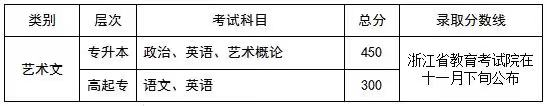 类别 层次 考试科目 总分 录取分数线
艺术文 专升本 政治、英语、艺术概论 450 浙江省教育考试院在
高起专 语文、英语 300 十一月下旬公布